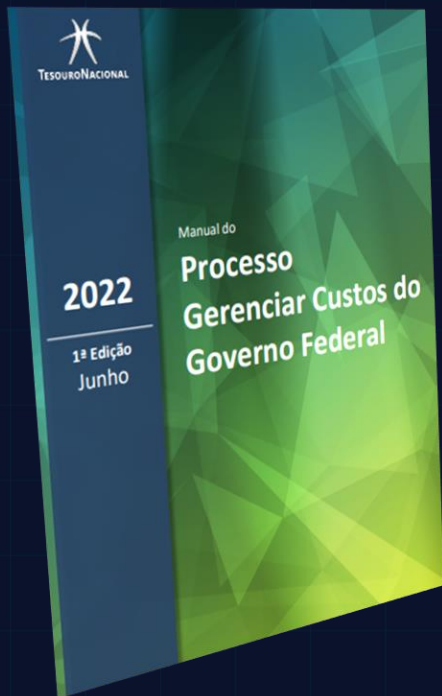 TESOURONACIONAL
2022
1ª Edição
Junho
Manual do
Processo
Gerenciar Custos do
Governo Federal